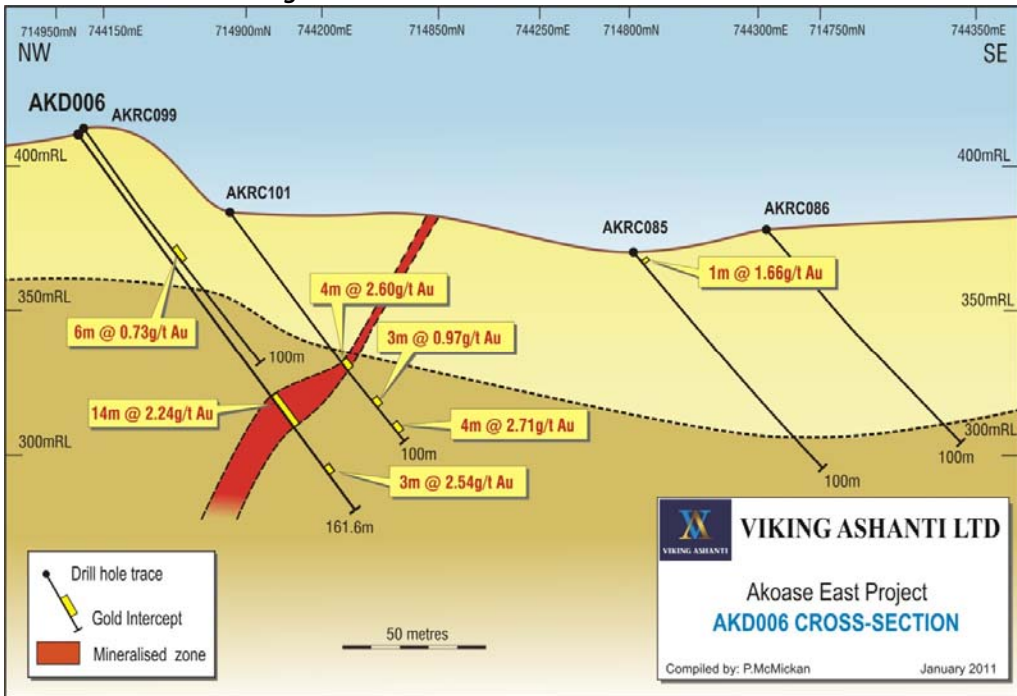 714950mN 744150mE 714900mN 744200mE 714850mN 744250mE 714800mN 744300mE 714750mN 744350mE
NW SE
AKD006
AKRC099
400mRL 400mRL
AKRC101
AKRC085
AKRC086
1m @ 1.66g/t Au
4m @ 2.60g/t Au
350mRL 350mRL
6m @ 0.73g/t Au
3m @ 0.97g/t Au
100m
14m @ 2.24g/t Au
4m @ 2.71g/t Au
300mRL 300mRL
100m
100m
100m
3m @ 2.54g/t Au
161.6m
Drill hole trace
Gold Intercept
Mineralised zone
50 metres
VIKING ASHANTI
VIKING ASHANTI LTD
Akoase East Project
AKD006 CROSS-SECTION
Compiled by: P.McMickan January 2011